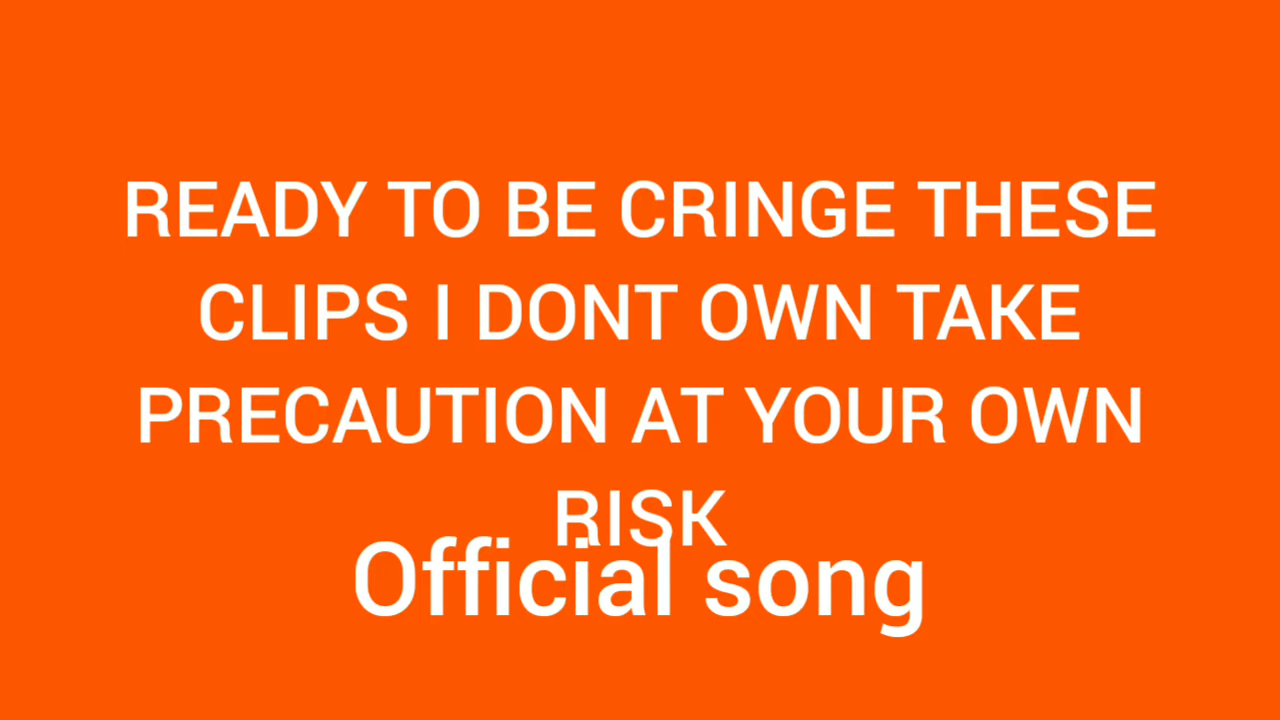 READY TO BE CRINGE THESE
CLIPS I DONT OWN TAKE
PRECAUTION AT YOUR OWN
RISK
Official song